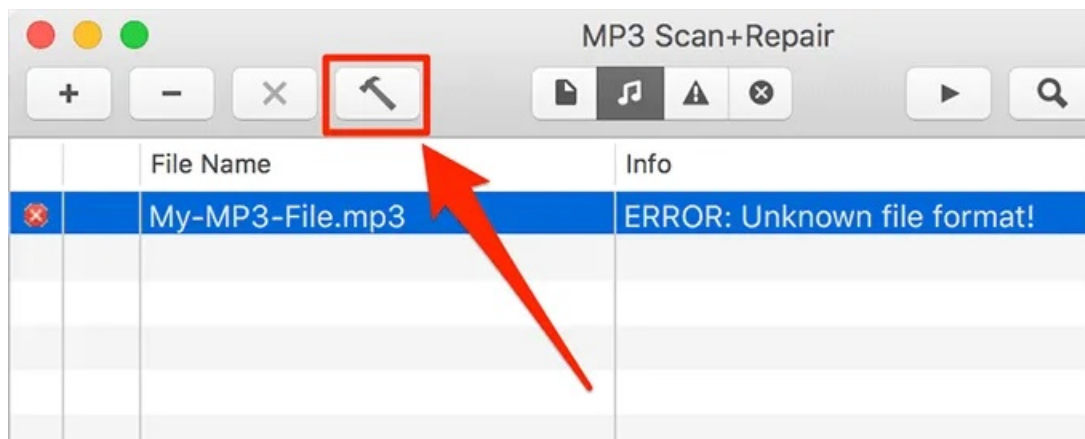 MP3 Scan+Repair
File Name Info
My-MP3-File.mp3 ERROR: Unknown file format!